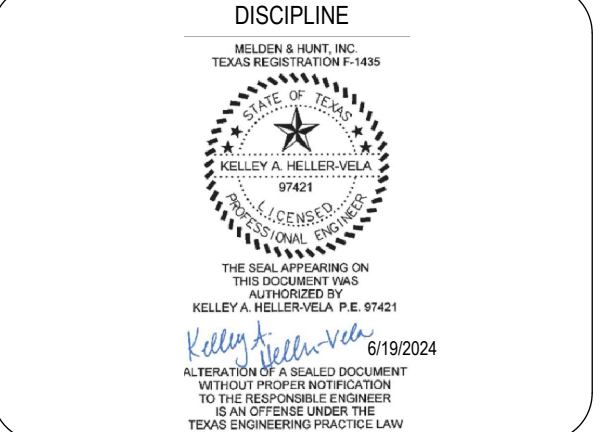 DISCIPLINE
MELDEN & HUNT, INC.
TEXAS REGISTRATION F-1435
STATE OF TEXAS
KELLEY A. HELLER-VELA
97421
LICENSED
PROFESSIONAL ENGINEER
THE SEAL APPEARING ON
THIS DOCUMENT WAS
AUTHORIZED BY
KELLEY A. HELLER-VELA P.E. 97421
Kelley A.
Heller-Vela
6/19/2024
ALTERATION OF A SEALED DOCUMENT
WITHOUT PROPER NOTIFICATION
TO THE RESPONSIBLE ENGINEER
IS AN OFFENSE UNDER THE
TEXAS ENGINEERING PRACTICE LAW